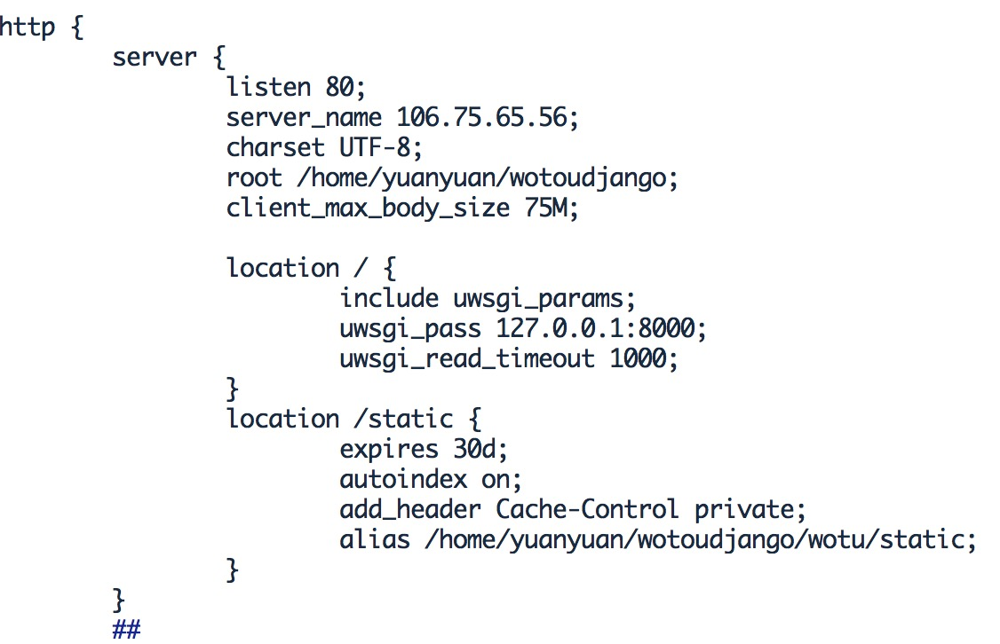 http {
server {
listen 80;
server_name 106.75.65.56;
charset UTF-8;
root /home/yuanyuan/wotoudjango;
client_max_body_size 75M;
location / {
include uwsgi_params;
uwsgi_pass 127.0.0.1:8000;
uwsgi_read_timeout 1000;
}
location /static {
expires 30d;
autoindex on;
add_header Cache-Control private;
alias /home/yuanyuan/wotoudjango/wotu/static;
}
}
##